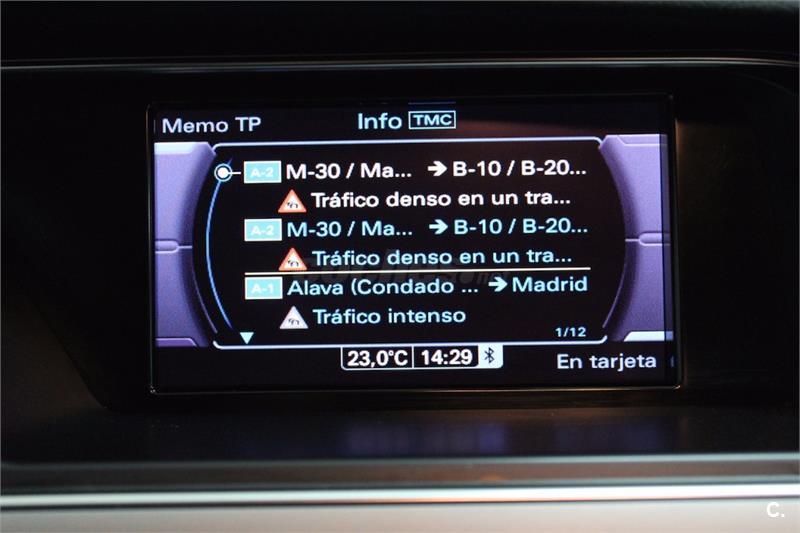 Memo TP
Info TMC
A-2 M-30 / Ma... → B-10 / B-20...
Tráfico denso en un tra...
A-2 M-30 / Ma... → B-10 / B-20...
Tráfico denso en un tra...
A-1 Alava (Condado ... → Madrid
Tráfico intenso
1/12
23,0°C 14:29
En tarjeta
C.